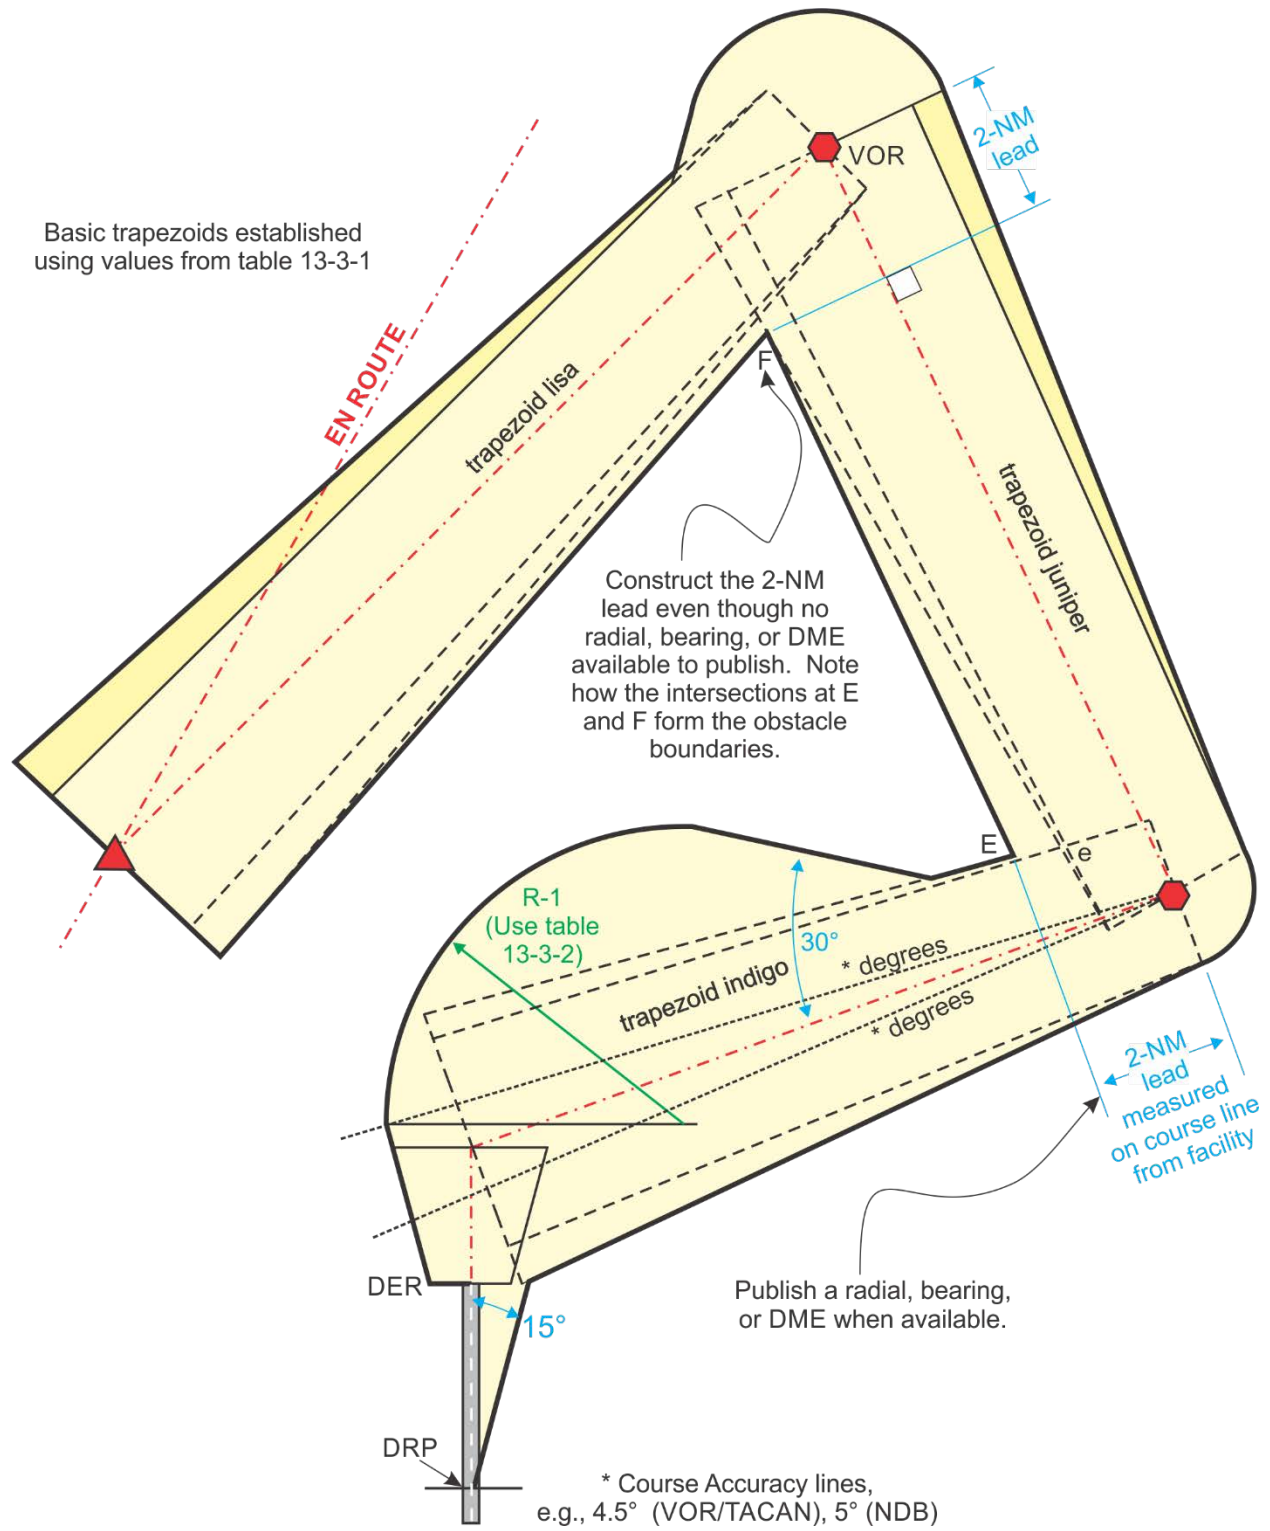 VOR
2-NM
lead
Basic trapezoids established
using values from table 13-3-1
EN ROUTE
trapezoid lisa
F
trapezoid juniper
Construct the 2-NM
lead even though no
radial, bearing, or DME
available to publish. Note
how the intersections at E
and F form the obstacle
boundaries.
E
e
R-1
(Use table
13-3-2)
30°
* degrees
trapezoid indigo
* degrees
2-NM
lead
measured
on course line
from facility
DER
15°
Publish a radial, bearing,
or DME when available.
DRP
* Course Accuracy lines,
e.g., 4.5° (VOR/TACAN), 5° (NDB)